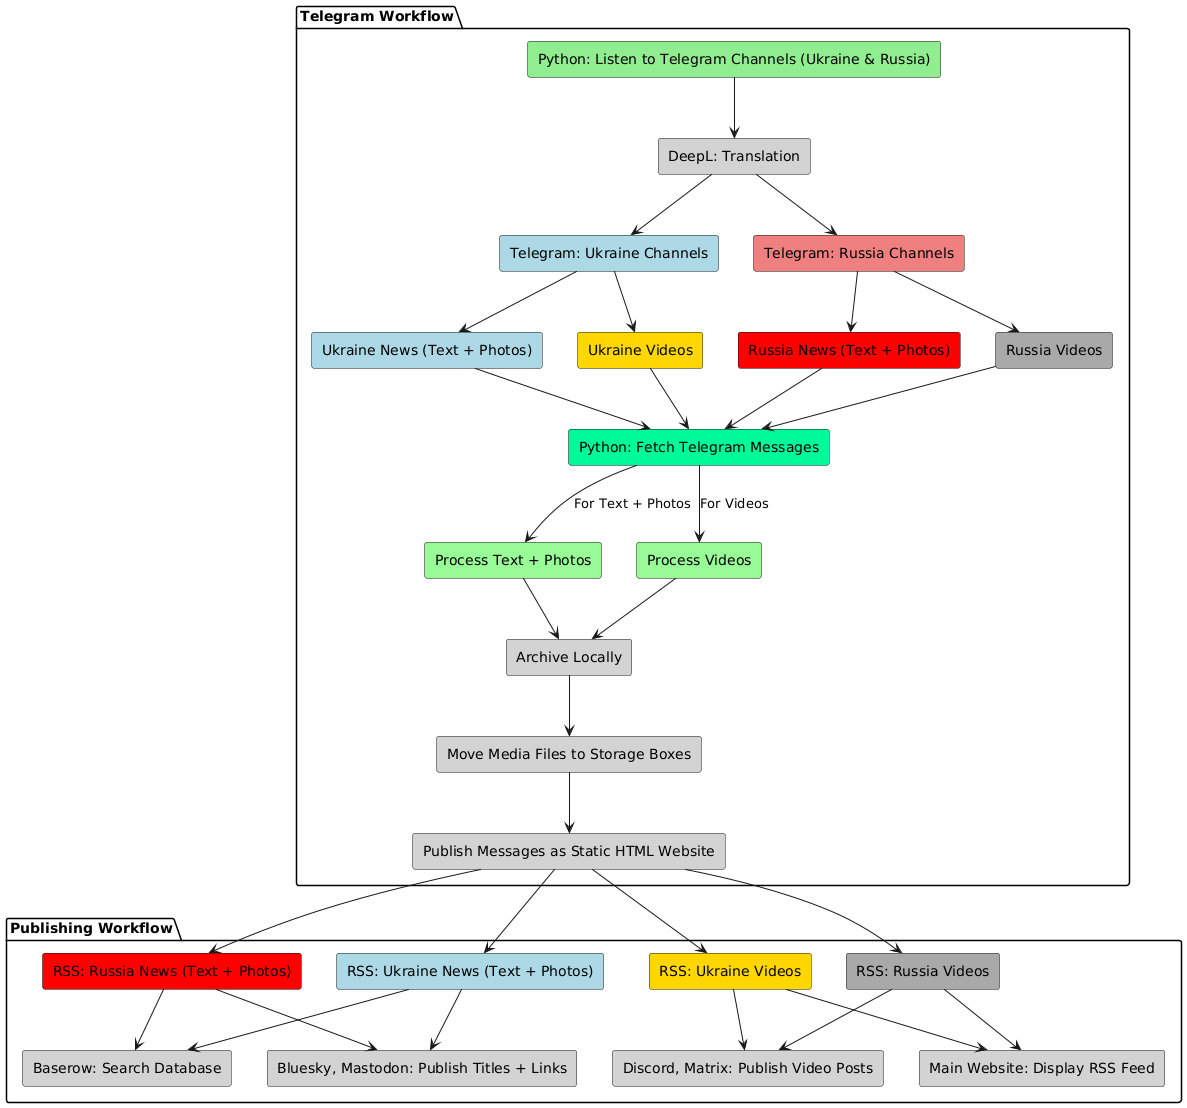 Telegram Workflow
Python: Listen to Telegram Channels (Ukraine & Russia)
DeepL: Translation
Telegram: Ukraine Channels
Telegram: Russia Channels
Ukraine News (Text + Photos)
Ukraine Videos
Russia News (Text + Photos)
Russia Videos
Python: Fetch Telegram Messages
For Text + Photos
For Videos
Process Text + Photos
Process Videos
Archive Locally
Move Media Files to Storage Boxes
Publish Messages as Static HTML Website
Publishing Workflow
RSS: Russia News (Text + Photos)
RSS: Ukraine News (Text + Photos)
RSS: Ukraine Videos
RSS: Russia Videos
Baserow: Search Database
Bluesky, Mastodon: Publish Titles + Links
Discord, Matrix: Publish Video Posts
Main Website: Display RSS Feed